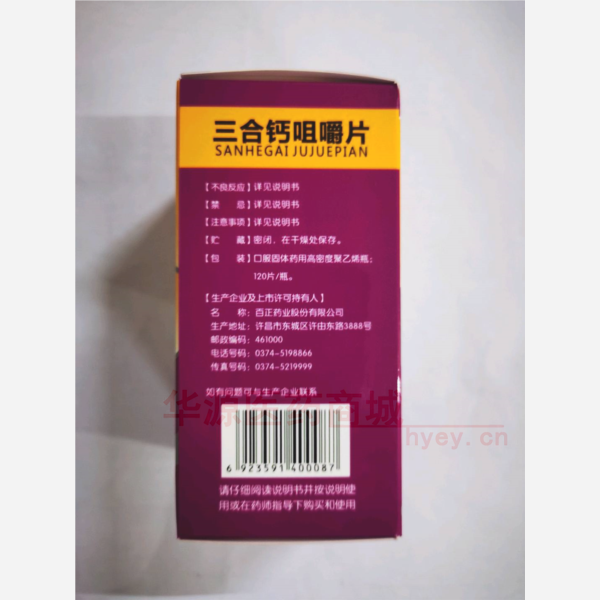 三合钙咀嚼片
SANHEGAI JUJUEPIAN
【不良反应】详见说明书
【禁 忌】详见说明书
【注意事项】详见说明书
【贮 藏】密闭，在干燥处保存。
【包 装】口服固体药用高密度聚乙烯瓶；
120片/瓶。
【生产企业及上市许可持有人】
名 称：百正药业股份有限公司
生产地址：许昌市东城区许由东路3888号
邮政编码：461000
电话号码：0374-5198866
传真号码：0374-5219999
如有问题可与生产企业联系
华源医药商城
hyey.cn
6 923591 400087
请仔细阅读说明书并按说明使
用或在药师指导下购买和使用